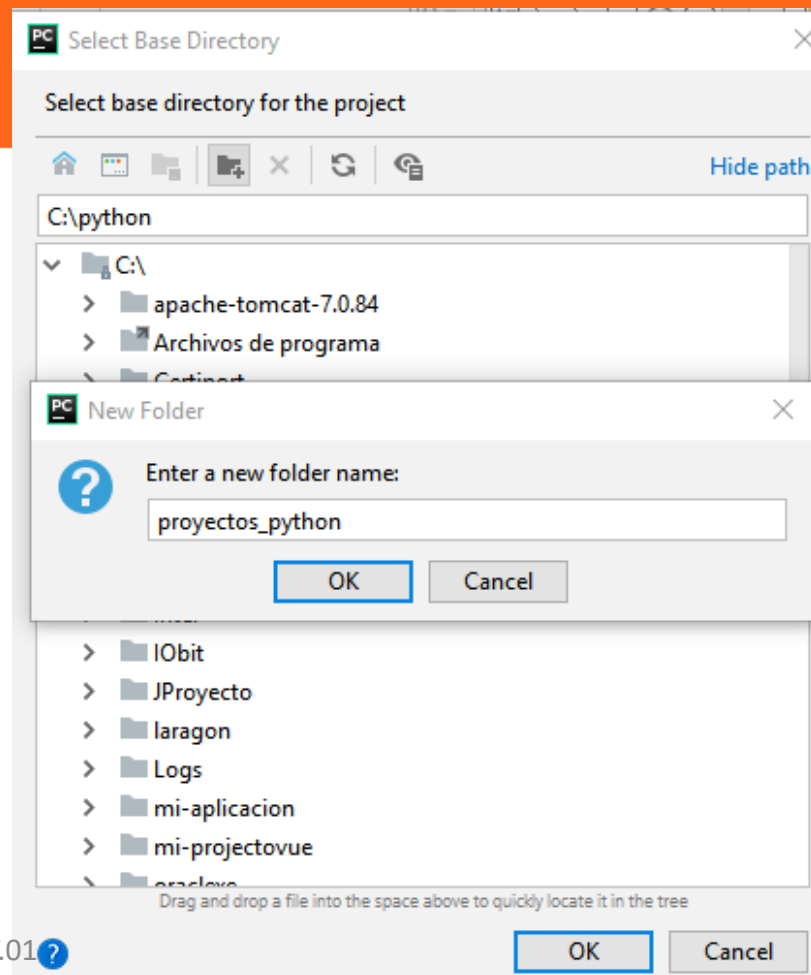 PC Select Base Directory
Select base directory for the project
Hide path
C:\python
C:\
apache-tomcat-7.0.84
Archivos de programa
PC New Folder
Enter a new folder name:
proyectos_python
OK Cancel
IObit
JProyecto
laragon
Logs
mi-aplicacion
mi-projectovue
Drag and drop a file into the space above to quickly locate it in the tree
.01
OK Cancel